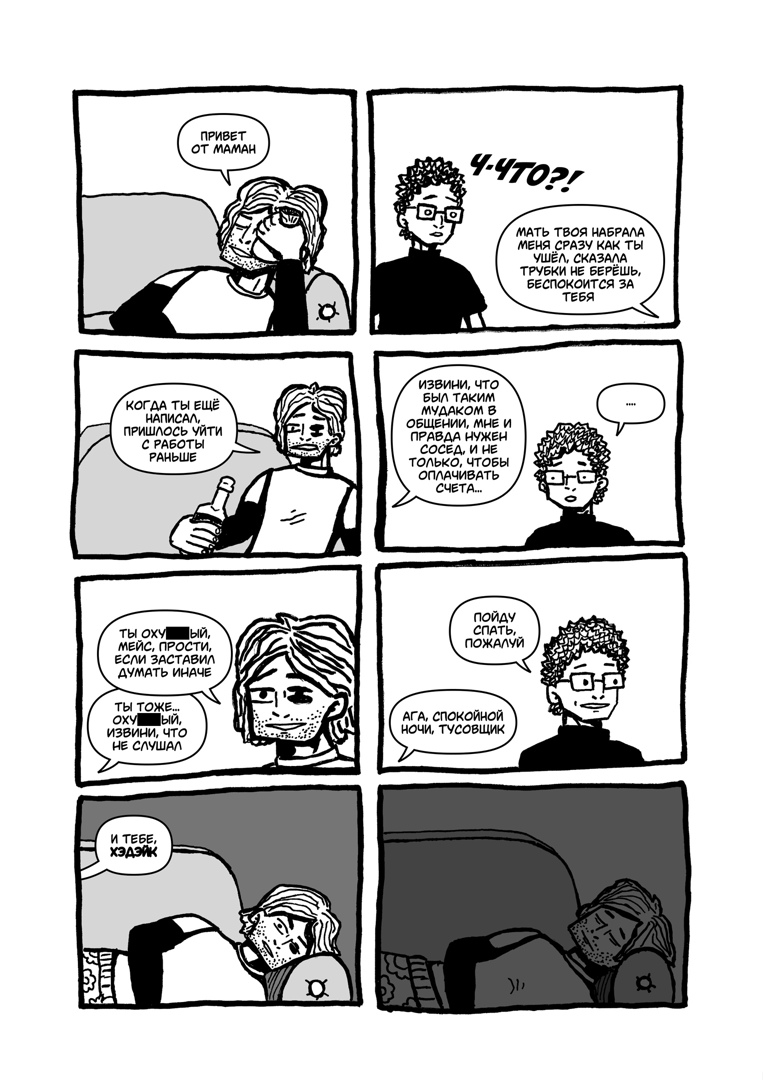 ПРИВЕТ
ОТ МАМАН
Ч-ЧТО?!
МАТЬ ТВОЯ НАБРАЛА
МЕНЯ СРАЗУ КАК ТЫ
УШЁЛ, СКАЗАЛА
ТРУБКИ НЕ БЕРЁШЬ,
БЕСПОКОИТСЯ ЗА
ТЕБЯ
КОГДА ТЫ ЕЩЁ
НАПИСАЛ,
ПРИШЛОСЬ УЙТИ
С РАБОТЫ
РАНЬШЕ
ИЗВИНИ, ЧТО
БЫЛ ТАКИМ
МУДАКОМ В
ОБЩЕНИИ, МНЕ И
ПРАВДА НУЖЕН
СОСЕД, И НЕ
ТОЛЬКО, ЧТОБЫ
ОПЛАЧИВАТЬ
СЧЕТА...
....
ТЫ ОХУ██ЫЙ,
МЕЙС, ПРОСТИ,
ЕСЛИ ЗАСТАВИЛ
ДУМАТЬ ИНАЧЕ
ТЫ ТОЖЕ...
ОХУ██ЫЙ,
ИЗВИНИ, ЧТО
НЕ СЛУШАЛ
ПОЙДУ
СПАТЬ,
ПОЖАЛУЙ
АГА, СПОКОЙНОЙ
НОЧИ, ТУСОВЩИК
И ТЕБЕ,
ХЭДЭЙК